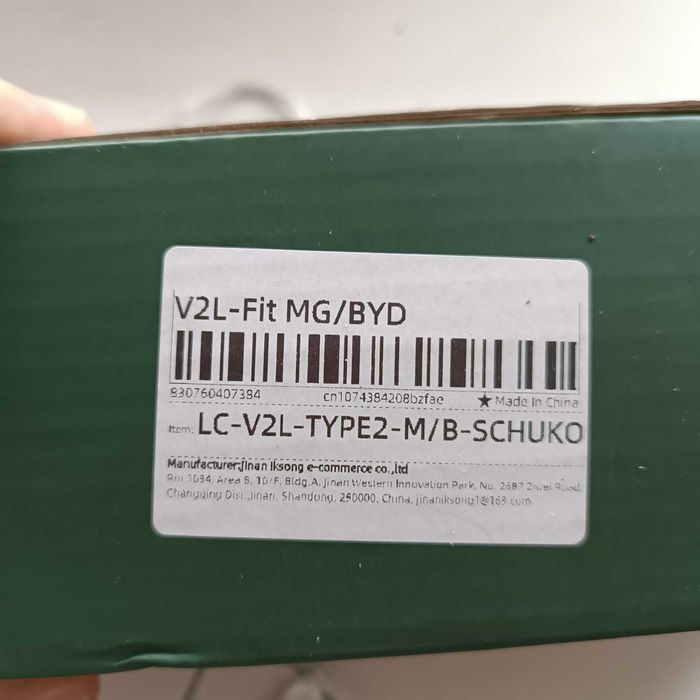 V2L-Fit MG/BYD
830760407384 cn1074384208bzfae ★ Made In China
Item: LC-V2L-TYPE2-M/B-SCHUKO
Manufacturer:Jinan Iksong e-commerce co.,ltd
Rm.1034, Area B, 10/F, Bldg.A, Jinan Western Innovation Park, No. 2687 Ziwei Road,
Changqing Dist.,Jinan, Shandong, 250000, China, jinaniksong1@163.com